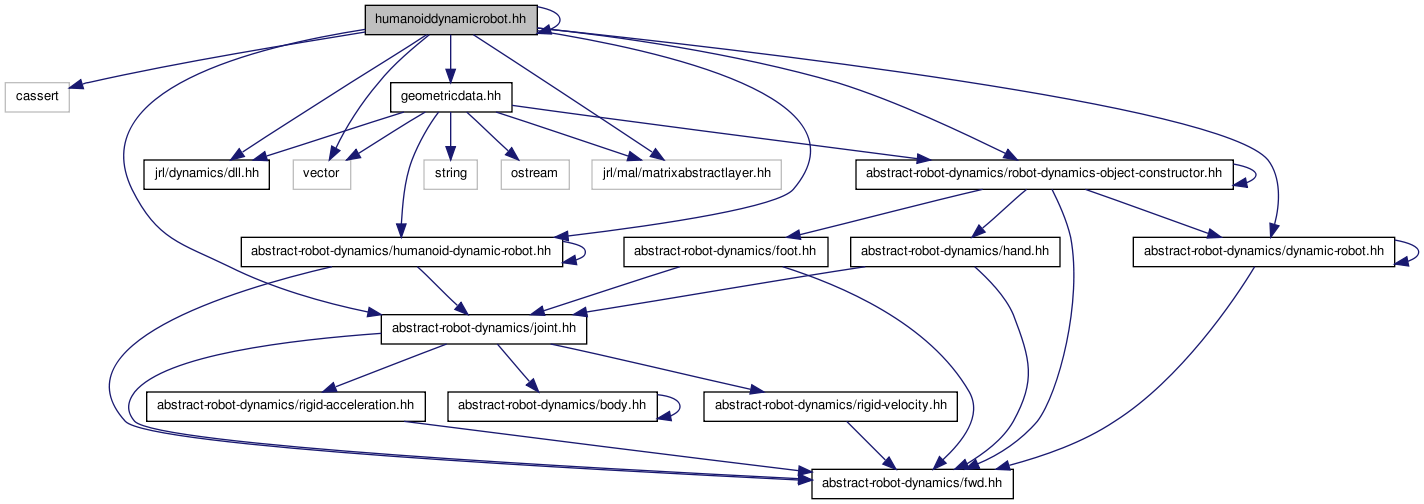 humanoiddynamicrobot.hh
cassert
geometricdata.hh
jrl/dynamics/dll.hh
vector
string
ostream
jrl/mal/matrixabstractlayer.hh
abstract-robot-dynamics/robot-dynamics-object-constructor.hh
abstract-robot-dynamics/humanoid-dynamic-robot.hh
abstract-robot-dynamics/foot.hh
abstract-robot-dynamics/hand.hh
abstract-robot-dynamics/dynamic-robot.hh
abstract-robot-dynamics/joint.hh
abstract-robot-dynamics/rigid-acceleration.hh
abstract-robot-dynamics/body.hh
abstract-robot-dynamics/rigid-velocity.hh
abstract-robot-dynamics/fwd.hh